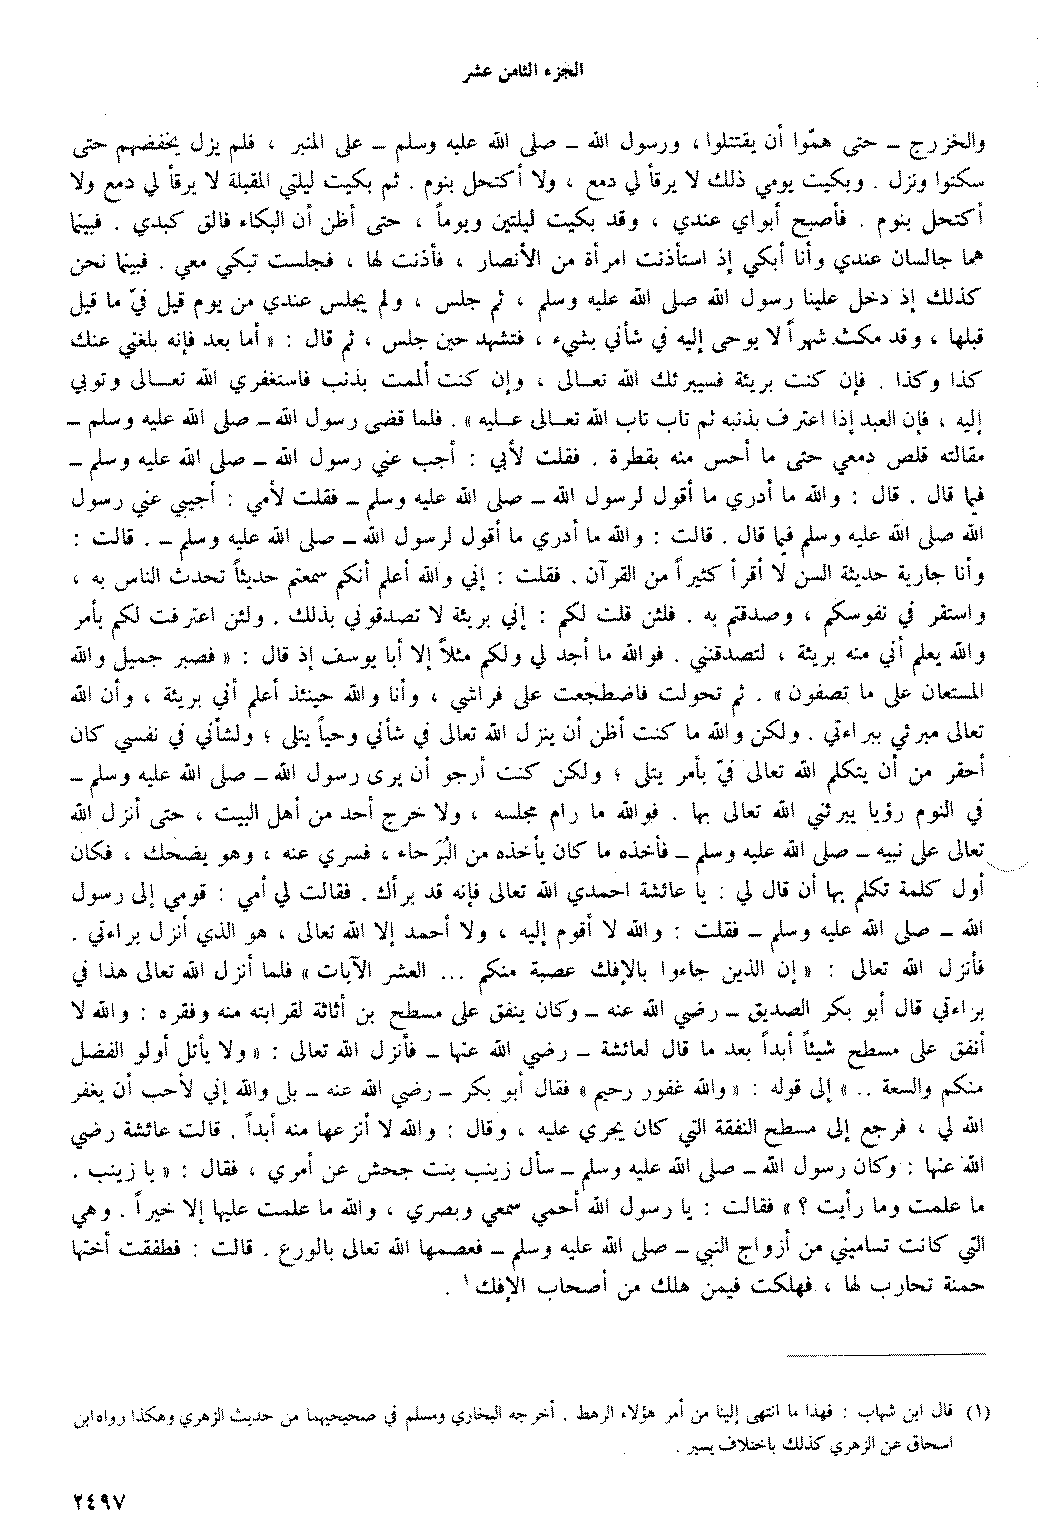 الجزء الثامن عشر
والخزرج – حتى همّوا أن يقتتلوا، ورسول الله – صلى الله عليه وسلم – على المنبر ، فلم يزل يخفضهم حتى
سكتوا ونزل . وبكيت يومي ذلك لا يرقأ لي دمع ، ولا أكتحل بنوم . ثم بكيت ليلتي المقبلة لا يرقأ لي دمع ولا
أكتحل بنوم . فأصبح أبواي عندي ، وقد بكيت ليلتين ويوماً ، حتى أظن أن البكاء فالق كبدي . فبينما
هما جالسان عندي وأنا أبكي إذ استأذنت امرأة من الأنصار ، فأذنت لها ، فجلست تبكي معي . فبينما نحن
كذلك إذ دخل علينا رسول الله صلى الله عليه وسلم ، ثم جلس ، ولم يجلس عندي من يوم قيل فيّ ما قيل
قبلها ، وقد مكث شهراً لا يوحى إليه في شأني بشيء ، فتشهد حين جلس ، ثم قال : « أما بعد فإنه بلغني عنك
كذا وكذا . فإن كنت بريئة فسيبرئك الله تعـالى ، وإن كنت ألممت بذنب فاستغفري الله تعـالى وتوبي
إليه ، فإن العبد إذا اعترف بذنبه ثم تاب تاب الله تعـالى عـليه » . فلما قضى رسول الله – صلى الله عليه وسلم –
مقالته قلص دمعي حتى ما أحس منه بقطرة . فقلت لأبي : أجب عني رسول الله – صلى الله عليه وسلم –
فيما قال . قال : والله ما أدري ما أقول لرسول الله – صلى الله عليه وسلم – فقلت لأمي : أجيبي عني رسول
الله صلى الله عليه وسلم فيما قال . قالت : والله ما أدري ما أقول لرسول الله – صلى الله عليه وسلم – . قالت :
وأنا جارية حديثة السن لا أقرأ كثيراً من القرآن . فقلت : إني والله أعلم أنكم سمعتم حديثاً تحدث الناس به ،
واستقر في نفوسكم ، وصدقتم به . فلئن قلت لكم : إني بريئة لا تصدقوني بذلك . ولئن اعترفت لكم بأمر
والله يعلم أني منه بريئة ، لتصدقنني . فوالله ما أجد لي ولكم مثلاً إلا أبا يوسف إذ قال : « فصبر جميل والله
المستعان على ما تصفون » . ثم تحولت فاضطجعت على فراشي ، وأنا والله حينئذ أعلم أني بريئة ، وأن الله
تعالى مبرئي ببراءتي . ولكن والله ما كنت أظن أن ينزل الله تعالى في شأني وحياً يتلى ؛ ولشأني في نفسي كان
أحقر من أن يتكلم الله تعالى فيّ بأمر يتلى ؛ ولكن كنت أرجو أن يرى رسول الله – صلى الله عليه وسلم –
في النوم رؤيا يبرئني الله تعالى بها . فوالله ما رام مجلسه ، ولا خرج أحد من أهل البيت ، حتى أنزل الله
تعالى على نبيه – صلى الله عليه وسلم – فأخذه ما كان يأخذه من البُرَحاء ، فسري عنه ، وهو يضحك ، فكان
أول كلمة تكلم بها أن قال لي : يا عائشة احمدي الله تعالى فإنه قد برأك . فقالت لي أمي : قومي إلى رسول
الله – صلى الله عليه وسلم – فقلت : والله لا أقوم إليه ، ولا أحمد إلا الله تعالى ، هو الذي أنزل براءتي .
فأنزل الله تعالى : « إن الذين جاءوا بالإفك عصبة منكم ... العشر الآيات » فلما أنزل الله تعالى هذا في
براءتي قال أبو بكر الصديق – رضي الله عنه – وكان ينفق على مسطح بن أثاثة لقرابته منه وفقره : والله لا
أنفق على مسطح شيئاً أبداً بعد ما قال لعائشة – رضي الله عنها – فأنزل الله تعالى : « ولا يأتل أولو الفضل
منكم والسعة .. » إلى قوله : « والله غفور رحيم » فقال أبو بكر – رضي الله عنه – بلى والله إني لأحب أن يغفر
الله لي ، فرجع إلى مسطح النفقة التي كان يجري عليه ، وقال : والله لا أنزعها منه أبداً . قالت عائشة رضي
الله عنها : وكان رسول الله – صلى الله عليه وسلم – سأل زينب بنت جحش عن أمري ، فقال : « يا زينب .
ما علمت وما رأيت ؟ » فقالت : يا رسول الله أحمي سمعي وبصري ، والله ما علمت عليها إلا خيراً . وهي
التي كانت تساميني من أزواج النبي – صلى الله عليه وسلم – فعصمها الله تعالى بالورع . قالت : فطفقت أختها
حمنة تحارب لها ، فهلكت فيمن هلك من أصحاب الإفك ¹ .
(١) قال ابن شهاب : فهذا ما انتهى إلينا من أمر هؤلاء الرهط . أخرجه البخاري ومسلم في صحيحيهما من حديث الزهري وهكذا رواه ابن
اسحاق عن الزهري كذلك باختلاف يسير .
٢٤٩٧